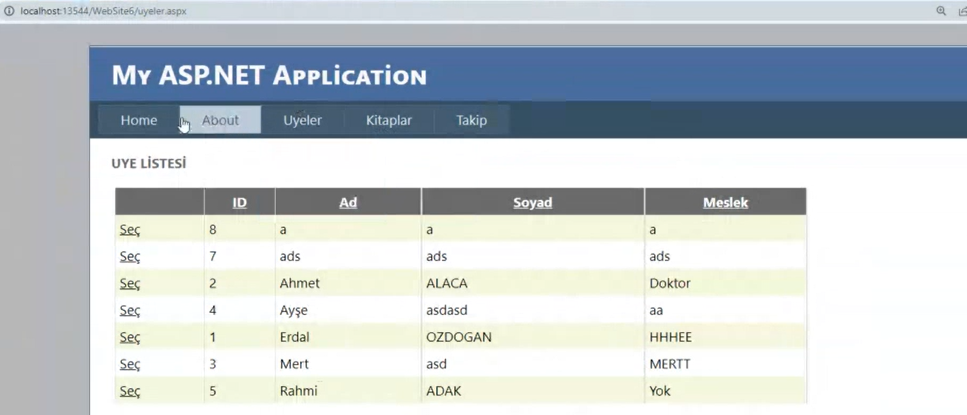 localhost:13544/WebSite6/uyeler.aspx
My ASP.NET Application
Home About Uyeler Kitaplar Takip
UYE LİSTESİ
ID Ad Soyad Meslek
Seç 8 a a a
Seç 7 ads ads ads
Seç 2 Ahmet ALACA Doktor
Seç 4 Ayşe asdasd aa
Seç 1 Erdal OZDOGAN HHHEE
Seç 3 Mert asd MERTT
Seç 5 Rahmi ADAK Yok